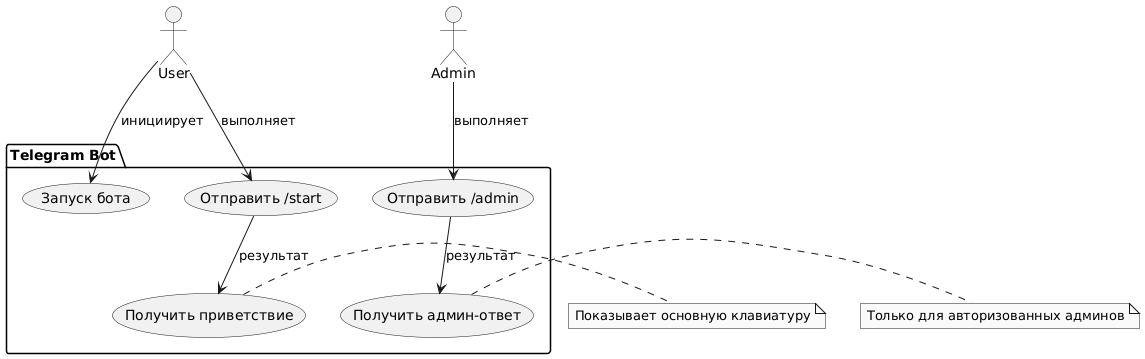 User
Admin
инициирует
выполняет
выполняет
Telegram Bot
Запуск бота
Отправить /start
Отправить /admin
результат
результат
Получить приветствие
Получить админ-ответ
Показывает основную клавиатуру
Только для авторизованных админов